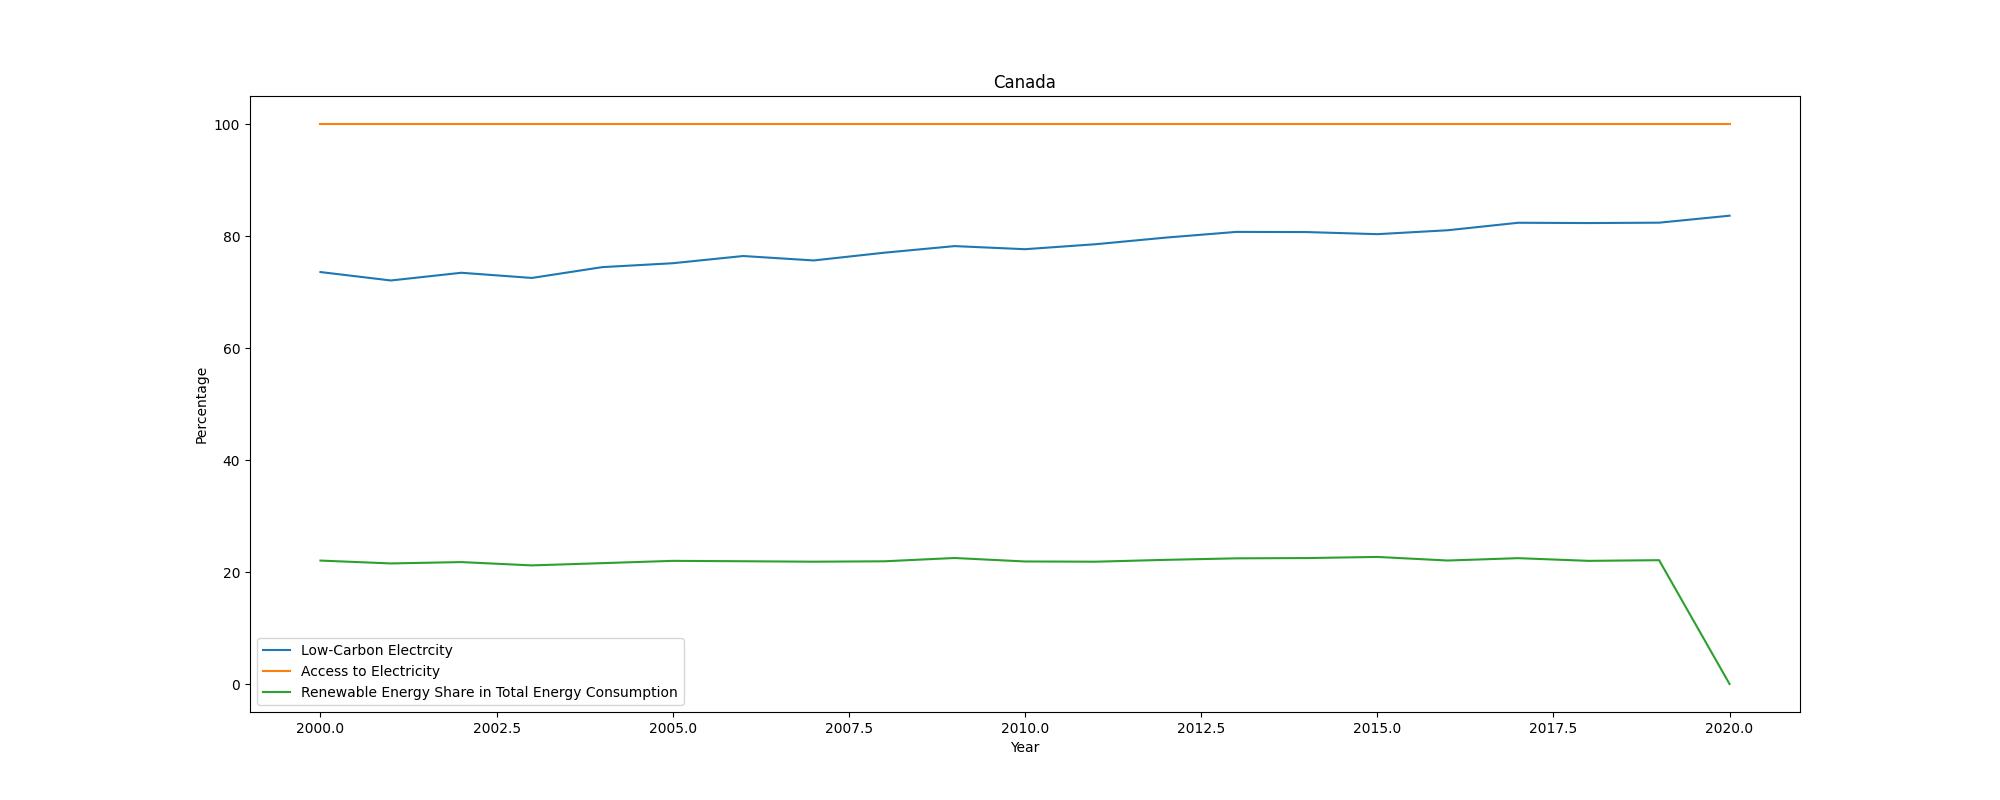 Canada
100
80
60
40
20
0
Percentage
Low-Carbon Electrcity
Access to Electricity
Renewable Energy Share in Total Energy Consumption
2000.0 2002.5 2005.0 2007.5 2010.0 2012.5 2015.0 2017.5 2020.0
Year